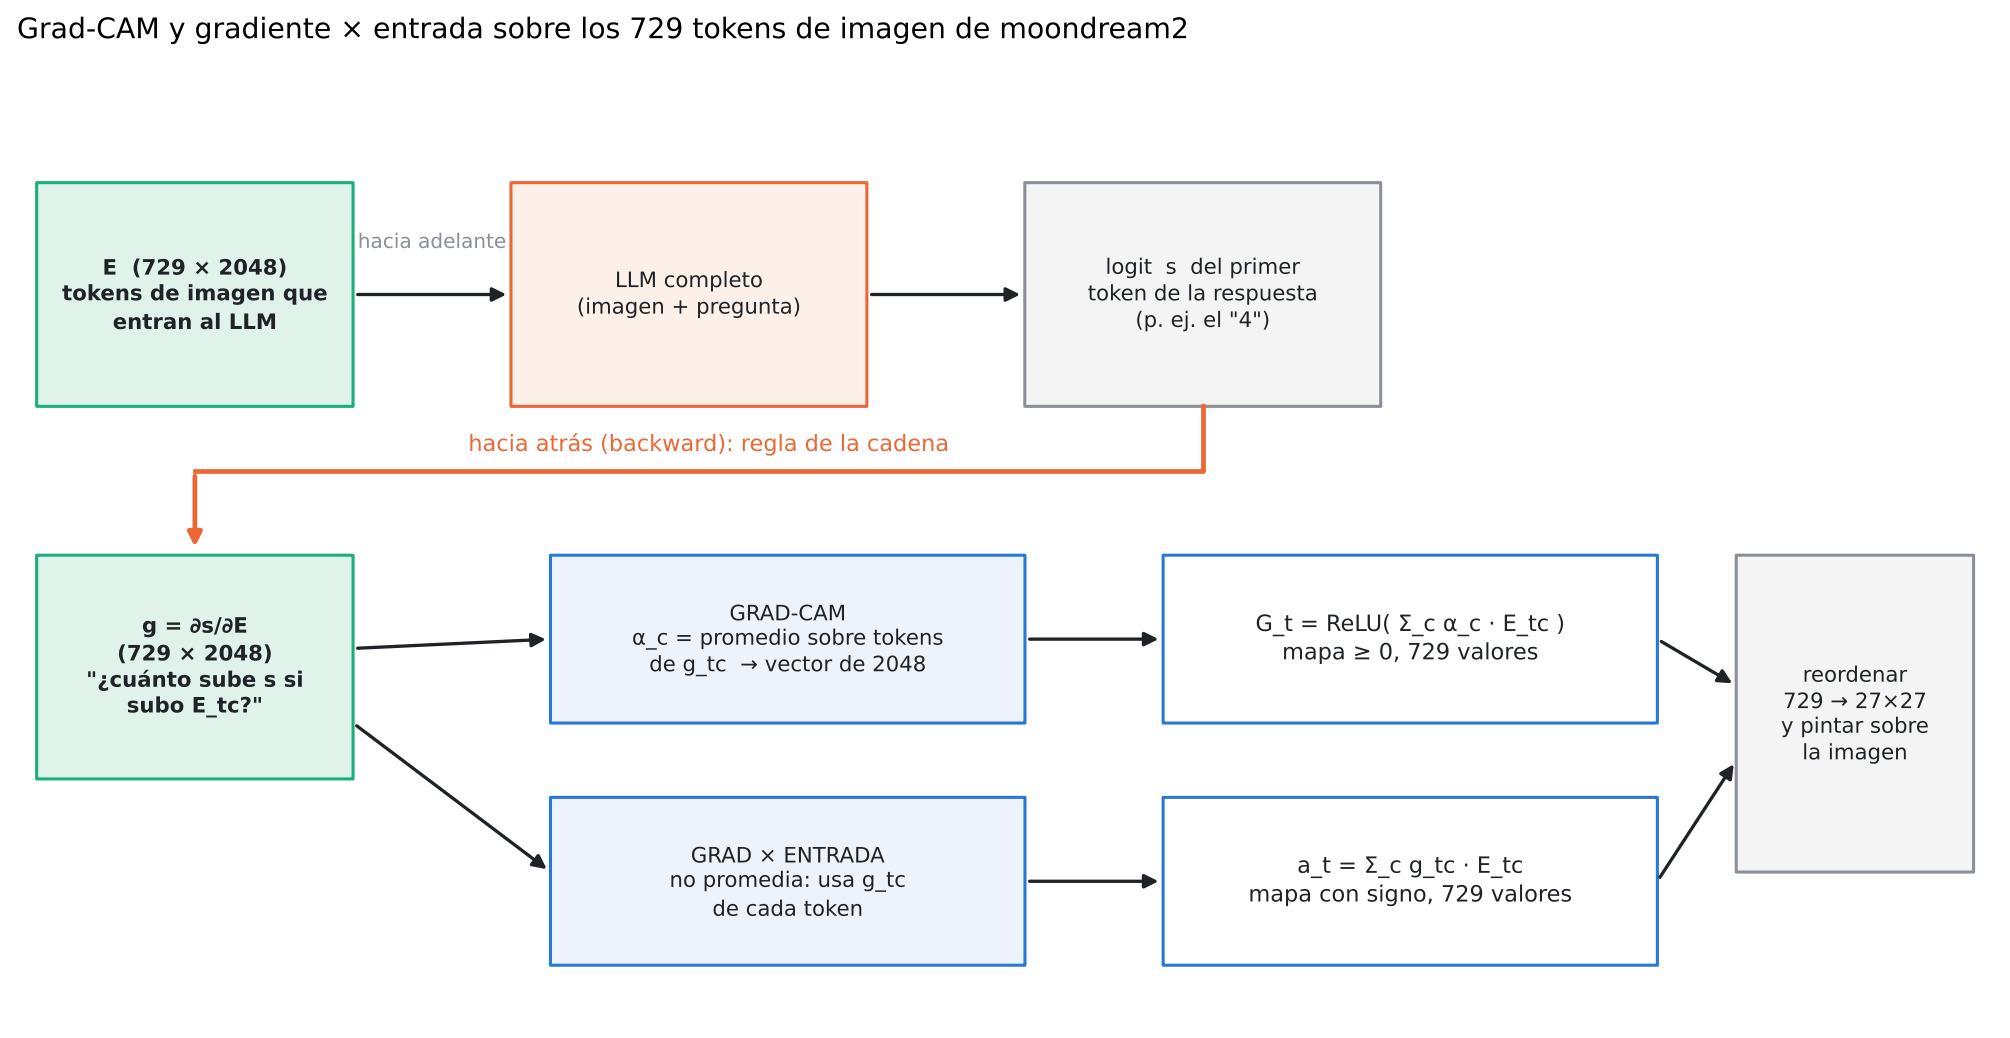 Grad-CAM y gradiente × entrada sobre los 729 tokens de imagen de moondream2
E  (729 × 2048)
tokens de imagen que
entran al LLM
hacia adelante
LLM completo
(imagen + pregunta)
logit  s  del primer
token de la respuesta
(p. ej. el "4")
hacia atrás (backward): regla de la cadena
g = ∂s/∂E
(729 × 2048)
"¿cuánto sube s si
subo E_tc?"
GRAD-CAM
α_c = promedio sobre tokens
de g_tc  → vector de 2048
G_t = ReLU( Σ_c α_c · E_tc )
mapa ≥ 0, 729 valores
GRAD × ENTRADA
no promedia: usa g_tc
de cada token
a_t = Σ_c g_tc · E_tc
mapa con signo, 729 valores
reordenar
729 → 27×27
y pintar sobre
la imagen